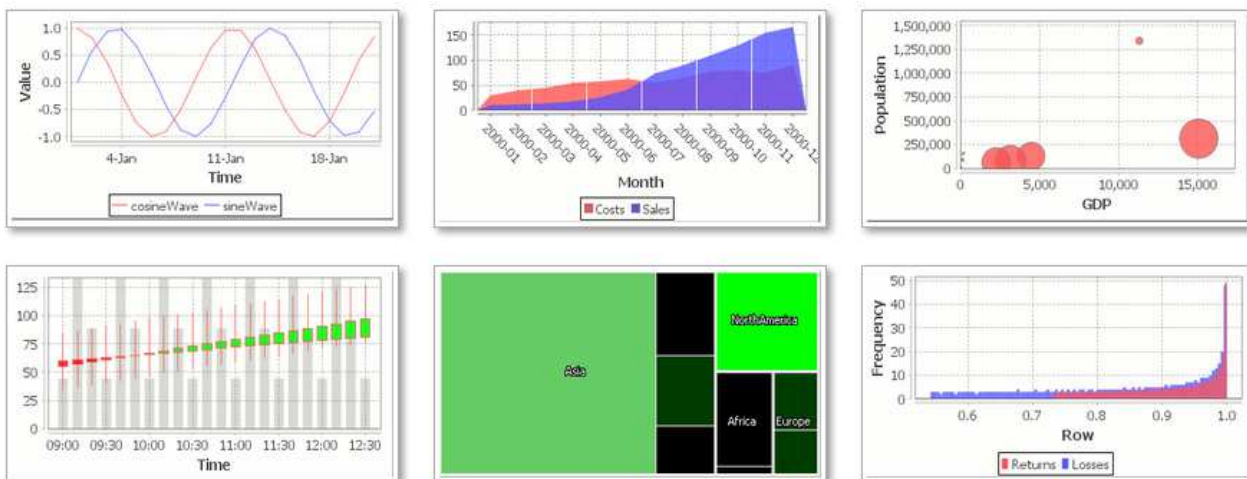 1.0
0.5
0.0
-0.5
-1.0
Value
4-Jan 11-Jan 18-Jan
Time
cosineWave sineWave
150
100
50
0
2000-01 2000-02 2000-03 2000-04 2000-05 2000-06 2000-07 2000-08 2000-09 2000-10 2000-11 2000-12
Month
Costs Sales
1,500,000
1,250,000
1,000,000
750,000
500,000
250,000
0
Population
0 5,000 10,000 15,000
GDP
125
100
75
50
25
0
09:00 09:30 10:00 10:30 11:00 11:30 12:00 12:30
Time
NorthAmerica
Asia
Africa Europe
50
40
30
20
10
0
Frequency
0.6 0.7 0.8 0.9 1.0
Row
Returns Losses